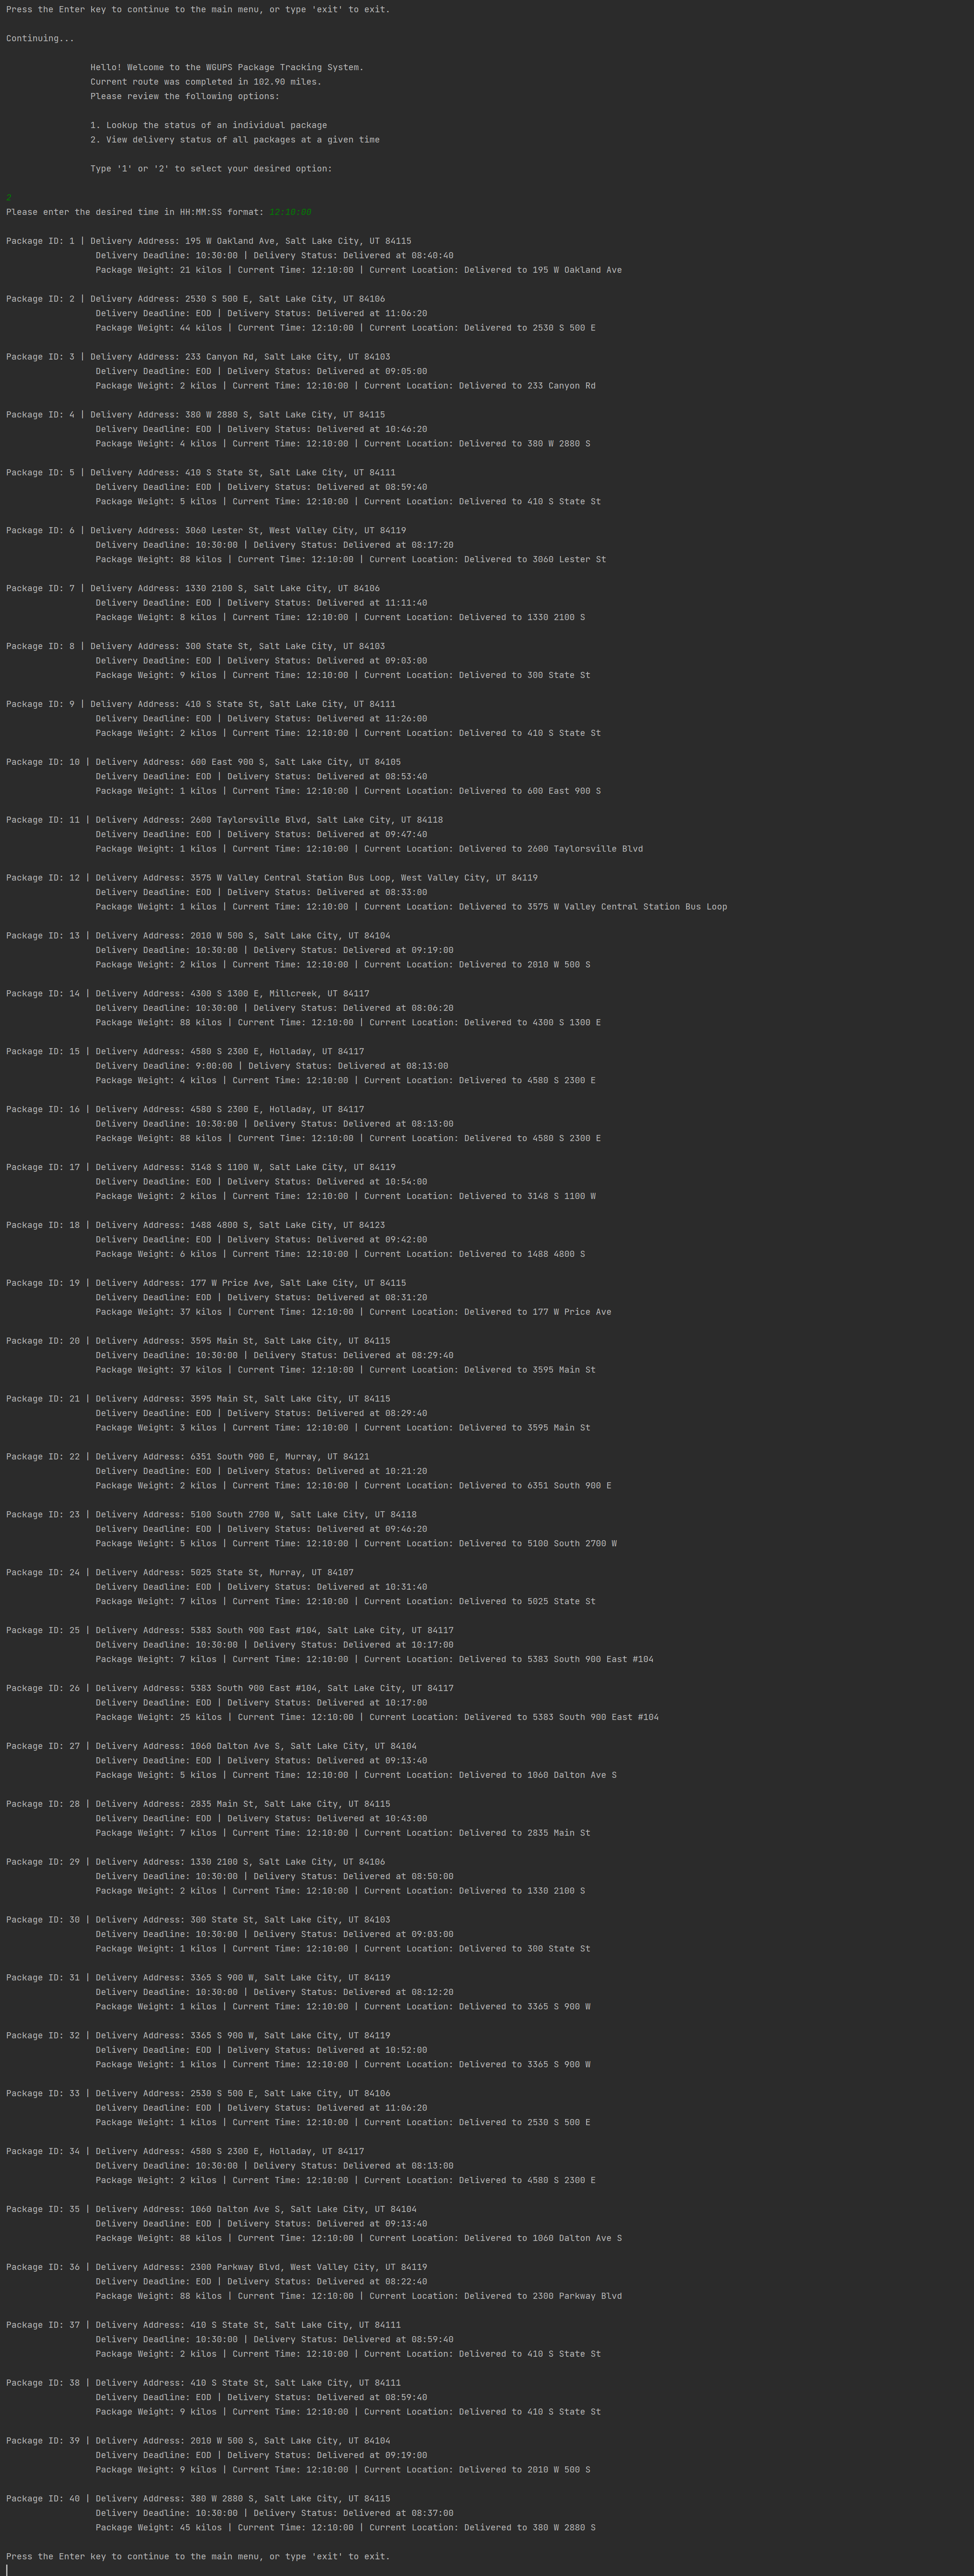 Press the Enter key to continue to the main menu, or type 'exit' to exit.
Continuing...
Hello! Welcome to the WGUPS Package Tracking System.
Current route was completed in 102.90 miles.
Please review the following options:
1. Lookup the status of an individual package
2. View delivery status of all packages at a given time
Type '1' or '2' to select your desired option:
2
Please enter the desired time in HH:MM:SS format: 12:10:00
Package ID: 1 | Delivery Address: 195 W Oakland Ave, Salt Lake City, UT 84115
Delivery Deadline: 10:30:00 | Delivery Status: Delivered at 08:40:40
Package Weight: 21 kilos | Current Time: 12:10:00 | Current Location: Delivered to 195 W Oakland Ave
Package ID: 2 | Delivery Address: 2530 S 500 E, Salt Lake City, UT 84106
Delivery Deadline: EOD | Delivery Status: Delivered at 11:06:20
Package Weight: 44 kilos | Current Time: 12:10:00 | Current Location: Delivered to 2530 S 500 E
Package ID: 3 | Delivery Address: 233 Canyon Rd, Salt Lake City, UT 84103
Delivery Deadline: EOD | Delivery Status: Delivered at 09:05:00
Package Weight: 2 kilos | Current Time: 12:10:00 | Current Location: Delivered to 233 Canyon Rd
Package ID: 4 | Delivery Address: 380 W 2880 S, Salt Lake City, UT 84115
Delivery Deadline: EOD | Delivery Status: Delivered at 10:46:20
Package Weight: 4 kilos | Current Time: 12:10:00 | Current Location: Delivered to 380 W 2880 S
Package ID: 5 | Delivery Address: 410 S State St, Salt Lake City, UT 84111
Delivery Deadline: EOD | Delivery Status: Delivered at 08:59:40
Package Weight: 5 kilos | Current Time: 12:10:00 | Current Location: Delivered to 410 S State St
Package ID: 6 | Delivery Address: 3060 Lester St, West Valley City, UT 84119
Delivery Deadline: 10:30:00 | Delivery Status: Delivered at 08:17:20
Package Weight: 88 kilos | Current Time: 12:10:00 | Current Location: Delivered to 3060 Lester St
Package ID: 7 | Delivery Address: 1330 2100 S, Salt Lake City, UT 84106
Delivery Deadline: EOD | Delivery Status: Delivered at 11:11:40
Package Weight: 8 kilos | Current Time: 12:10:00 | Current Location: Delivered to 1330 2100 S
Package ID: 8 | Delivery Address: 300 State St, Salt Lake City, UT 84103
Delivery Deadline: EOD | Delivery Status: Delivered at 09:03:00
Package Weight: 9 kilos | Current Time: 12:10:00 | Current Location: Delivered to 300 State St
Package ID: 9 | Delivery Address: 410 S State St, Salt Lake City, UT 84111
Delivery Deadline: EOD | Delivery Status: Delivered at 11:26:00
Package Weight: 2 kilos | Current Time: 12:10:00 | Current Location: Delivered to 410 S State St
Package ID: 10 | Delivery Address: 600 East 900 S, Salt Lake City, UT 84105
Delivery Deadline: EOD | Delivery Status: Delivered at 08:53:40
Package Weight: 1 kilos | Current Time: 12:10:00 | Current Location: Delivered to 600 East 900 S
Package ID: 11 | Delivery Address: 2600 Taylorsville Blvd, Salt Lake City, UT 84118
Delivery Deadline: EOD | Delivery Status: Delivered at 09:47:40
Package Weight: 1 kilos | Current Time: 12:10:00 | Current Location: Delivered to 2600 Taylorsville Blvd
Package ID: 12 | Delivery Address: 3575 W Valley Central Station Bus Loop, West Valley City, UT 84119
Delivery Deadline: EOD | Delivery Status: Delivered at 08:33:00
Package Weight: 1 kilos | Current Time: 12:10:00 | Current Location: Delivered to 3575 W Valley Central Station Bus Loop
Package ID: 13 | Delivery Address: 2010 W 500 S, Salt Lake City, UT 84104
Delivery Deadline: 10:30:00 | Delivery Status: Delivered at 09:19:00
Package Weight: 2 kilos | Current Time: 12:10:00 | Current Location: Delivered to 2010 W 500 S
Package ID: 14 | Delivery Address: 4300 S 1300 E, Millcreek, UT 84117
Delivery Deadline: 10:30:00 | Delivery Status: Delivered at 08:06:20
Package Weight: 88 kilos | Current Time: 12:10:00 | Current Location: Delivered to 4300 S 1300 E
Package ID: 15 | Delivery Address: 4580 S 2300 E, Holladay, UT 84117
Delivery Deadline: 9:00:00 | Delivery Status: Delivered at 08:13:00
Package Weight: 4 kilos | Current Time: 12:10:00 | Current Location: Delivered to 4580 S 2300 E
Package ID: 16 | Delivery Address: 4580 S 2300 E, Holladay, UT 84117
Delivery Deadline: 10:30:00 | Delivery Status: Delivered at 08:13:00
Package Weight: 88 kilos | Current Time: 12:10:00 | Current Location: Delivered to 4580 S 2300 E
Package ID: 17 | Delivery Address: 3148 S 1100 W, Salt Lake City, UT 84119
Delivery Deadline: EOD | Delivery Status: Delivered at 10:54:00
Package Weight: 2 kilos | Current Time: 12:10:00 | Current Location: Delivered to 3148 S 1100 W
Package ID: 18 | Delivery Address: 1488 4800 S, Salt Lake City, UT 84123
Delivery Deadline: EOD | Delivery Status: Delivered at 09:42:00
Package Weight: 6 kilos | Current Time: 12:10:00 | Current Location: Delivered to 1488 4800 S
Package ID: 19 | Delivery Address: 177 W Price Ave, Salt Lake City, UT 84115
Delivery Deadline: EOD | Delivery Status: Delivered at 08:31:20
Package Weight: 37 kilos | Current Time: 12:10:00 | Current Location: Delivered to 177 W Price Ave
Package ID: 20 | Delivery Address: 3595 Main St, Salt Lake City, UT 84115
Delivery Deadline: 10:30:00 | Delivery Status: Delivered at 08:29:40
Package Weight: 37 kilos | Current Time: 12:10:00 | Current Location: Delivered to 3595 Main St
Package ID: 21 | Delivery Address: 3595 Main St, Salt Lake City, UT 84115
Delivery Deadline: EOD | Delivery Status: Delivered at 08:29:40
Package Weight: 3 kilos | Current Time: 12:10:00 | Current Location: Delivered to 3595 Main St
Package ID: 22 | Delivery Address: 6351 South 900 E, Murray, UT 84121
Delivery Deadline: EOD | Delivery Status: Delivered at 10:21:20
Package Weight: 2 kilos | Current Time: 12:10:00 | Current Location: Delivered to 6351 South 900 E
Package ID: 23 | Delivery Address: 5100 South 2700 W, Salt Lake City, UT 84118
Delivery Deadline: EOD | Delivery Status: Delivered at 09:46:20
Package Weight: 5 kilos | Current Time: 12:10:00 | Current Location: Delivered to 5100 South 2700 W
Package ID: 24 | Delivery Address: 5025 State St, Murray, UT 84107
Delivery Deadline: EOD | Delivery Status: Delivered at 10:31:40
Package Weight: 7 kilos | Current Time: 12:10:00 | Current Location: Delivered to 5025 State St
Package ID: 25 | Delivery Address: 5383 South 900 East #104, Salt Lake City, UT 84117
Delivery Deadline: 10:30:00 | Delivery Status: Delivered at 10:17:00
Package Weight: 7 kilos | Current Time: 12:10:00 | Current Location: Delivered to 5383 South 900 East #104
Package ID: 26 | Delivery Address: 5383 South 900 East #104, Salt Lake City, UT 84117
Delivery Deadline: EOD | Delivery Status: Delivered at 10:17:00
Package Weight: 25 kilos | Current Time: 12:10:00 | Current Location: Delivered to 5383 South 900 East #104
Package ID: 27 | Delivery Address: 1060 Dalton Ave S, Salt Lake City, UT 84104
Delivery Deadline: EOD | Delivery Status: Delivered at 09:13:40
Package Weight: 5 kilos | Current Time: 12:10:00 | Current Location: Delivered to 1060 Dalton Ave S
Package ID: 28 | Delivery Address: 2835 Main St, Salt Lake City, UT 84115
Delivery Deadline: EOD | Delivery Status: Delivered at 10:43:00
Package Weight: 7 kilos | Current Time: 12:10:00 | Current Location: Delivered to 2835 Main St
Package ID: 29 | Delivery Address: 1330 2100 S, Salt Lake City, UT 84106
Delivery Deadline: 10:30:00 | Delivery Status: Delivered at 08:50:00
Package Weight: 2 kilos | Current Time: 12:10:00 | Current Location: Delivered to 1330 2100 S
Package ID: 30 | Delivery Address: 300 State St, Salt Lake City, UT 84103
Delivery Deadline: 10:30:00 | Delivery Status: Delivered at 09:03:00
Package Weight: 1 kilos | Current Time: 12:10:00 | Current Location: Delivered to 300 State St
Package ID: 31 | Delivery Address: 3365 S 900 W, Salt Lake City, UT 84119
Delivery Deadline: 10:30:00 | Delivery Status: Delivered at 08:12:20
Package Weight: 1 kilos | Current Time: 12:10:00 | Current Location: Delivered to 3365 S 900 W
Package ID: 32 | Delivery Address: 3365 S 900 W, Salt Lake City, UT 84119
Delivery Deadline: EOD | Delivery Status: Delivered at 10:52:00
Package Weight: 1 kilos | Current Time: 12:10:00 | Current Location: Delivered to 3365 S 900 W
Package ID: 33 | Delivery Address: 2530 S 500 E, Salt Lake City, UT 84106
Delivery Deadline: EOD | Delivery Status: Delivered at 11:06:20
Package Weight: 1 kilos | Current Time: 12:10:00 | Current Location: Delivered to 2530 S 500 E
Package ID: 34 | Delivery Address: 4580 S 2300 E, Holladay, UT 84117
Delivery Deadline: 10:30:00 | Delivery Status: Delivered at 08:13:00
Package Weight: 2 kilos | Current Time: 12:10:00 | Current Location: Delivered to 4580 S 2300 E
Package ID: 35 | Delivery Address: 1060 Dalton Ave S, Salt Lake City, UT 84104
Delivery Deadline: EOD | Delivery Status: Delivered at 09:13:40
Package Weight: 88 kilos | Current Time: 12:10:00 | Current Location: Delivered to 1060 Dalton Ave S
Package ID: 36 | Delivery Address: 2300 Parkway Blvd, West Valley City, UT 84119
Delivery Deadline: EOD | Delivery Status: Delivered at 08:22:40
Package Weight: 88 kilos | Current Time: 12:10:00 | Current Location: Delivered to 2300 Parkway Blvd
Package ID: 37 | Delivery Address: 410 S State St, Salt Lake City, UT 84111
Delivery Deadline: 10:30:00 | Delivery Status: Delivered at 08:59:40
Package Weight: 2 kilos | Current Time: 12:10:00 | Current Location: Delivered to 410 S State St
Package ID: 38 | Delivery Address: 410 S State St, Salt Lake City, UT 84111
Delivery Deadline: EOD | Delivery Status: Delivered at 08:59:40
Package Weight: 9 kilos | Current Time: 12:10:00 | Current Location: Delivered to 410 S State St
Package ID: 39 | Delivery Address: 2010 W 500 S, Salt Lake City, UT 84104
Delivery Deadline: EOD | Delivery Status: Delivered at 09:19:00
Package Weight: 9 kilos | Current Time: 12:10:00 | Current Location: Delivered to 2010 W 500 S
Package ID: 40 | Delivery Address: 380 W 2880 S, Salt Lake City, UT 84115
Delivery Deadline: 10:30:00 | Delivery Status: Delivered at 08:37:00
Package Weight: 45 kilos | Current Time: 12:10:00 | Current Location: Delivered to 380 W 2880 S
Press the Enter key to continue to the main menu, or type 'exit' to exit.